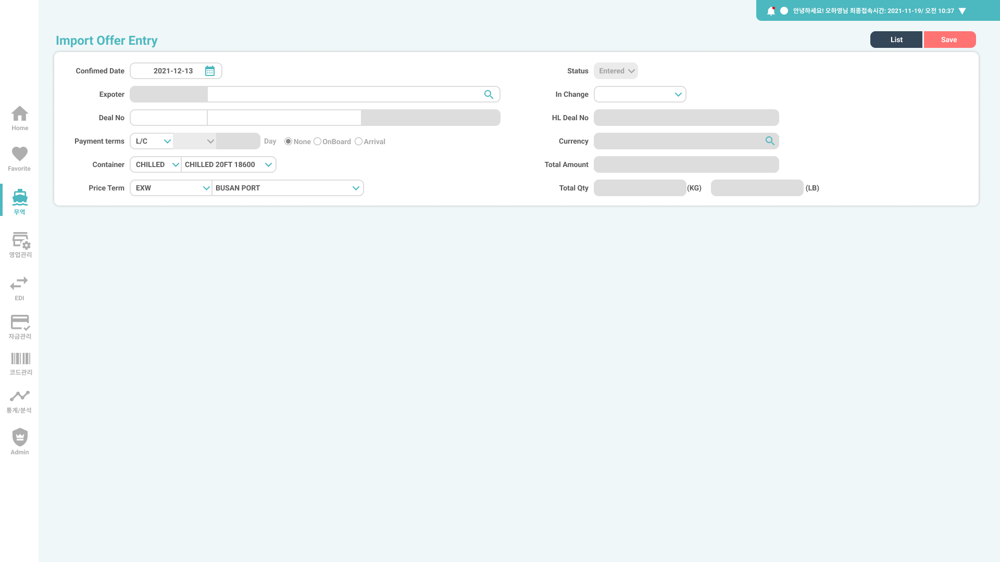 안녕하세요! 오하영님 최종접속시간: 2021-11-19/ 오전 10:37 ▼
Import Offer Entry
List
Save
Confimed Date
2021-12-13
Status
Entered
Expoter
In Change
Deal No
HL Deal No
Payment terms
L/C
Day
None
OnBoard
Arrival
Currency
Container
CHILLED
CHILLED 20FT 18600
Total Amount
Price Term
EXW
BUSAN PORT
Total Qty
(KG)
(LB)
Home
Favorite
무역
영업관리
EDI
자금관리
코드관리
통계/분석
Admin